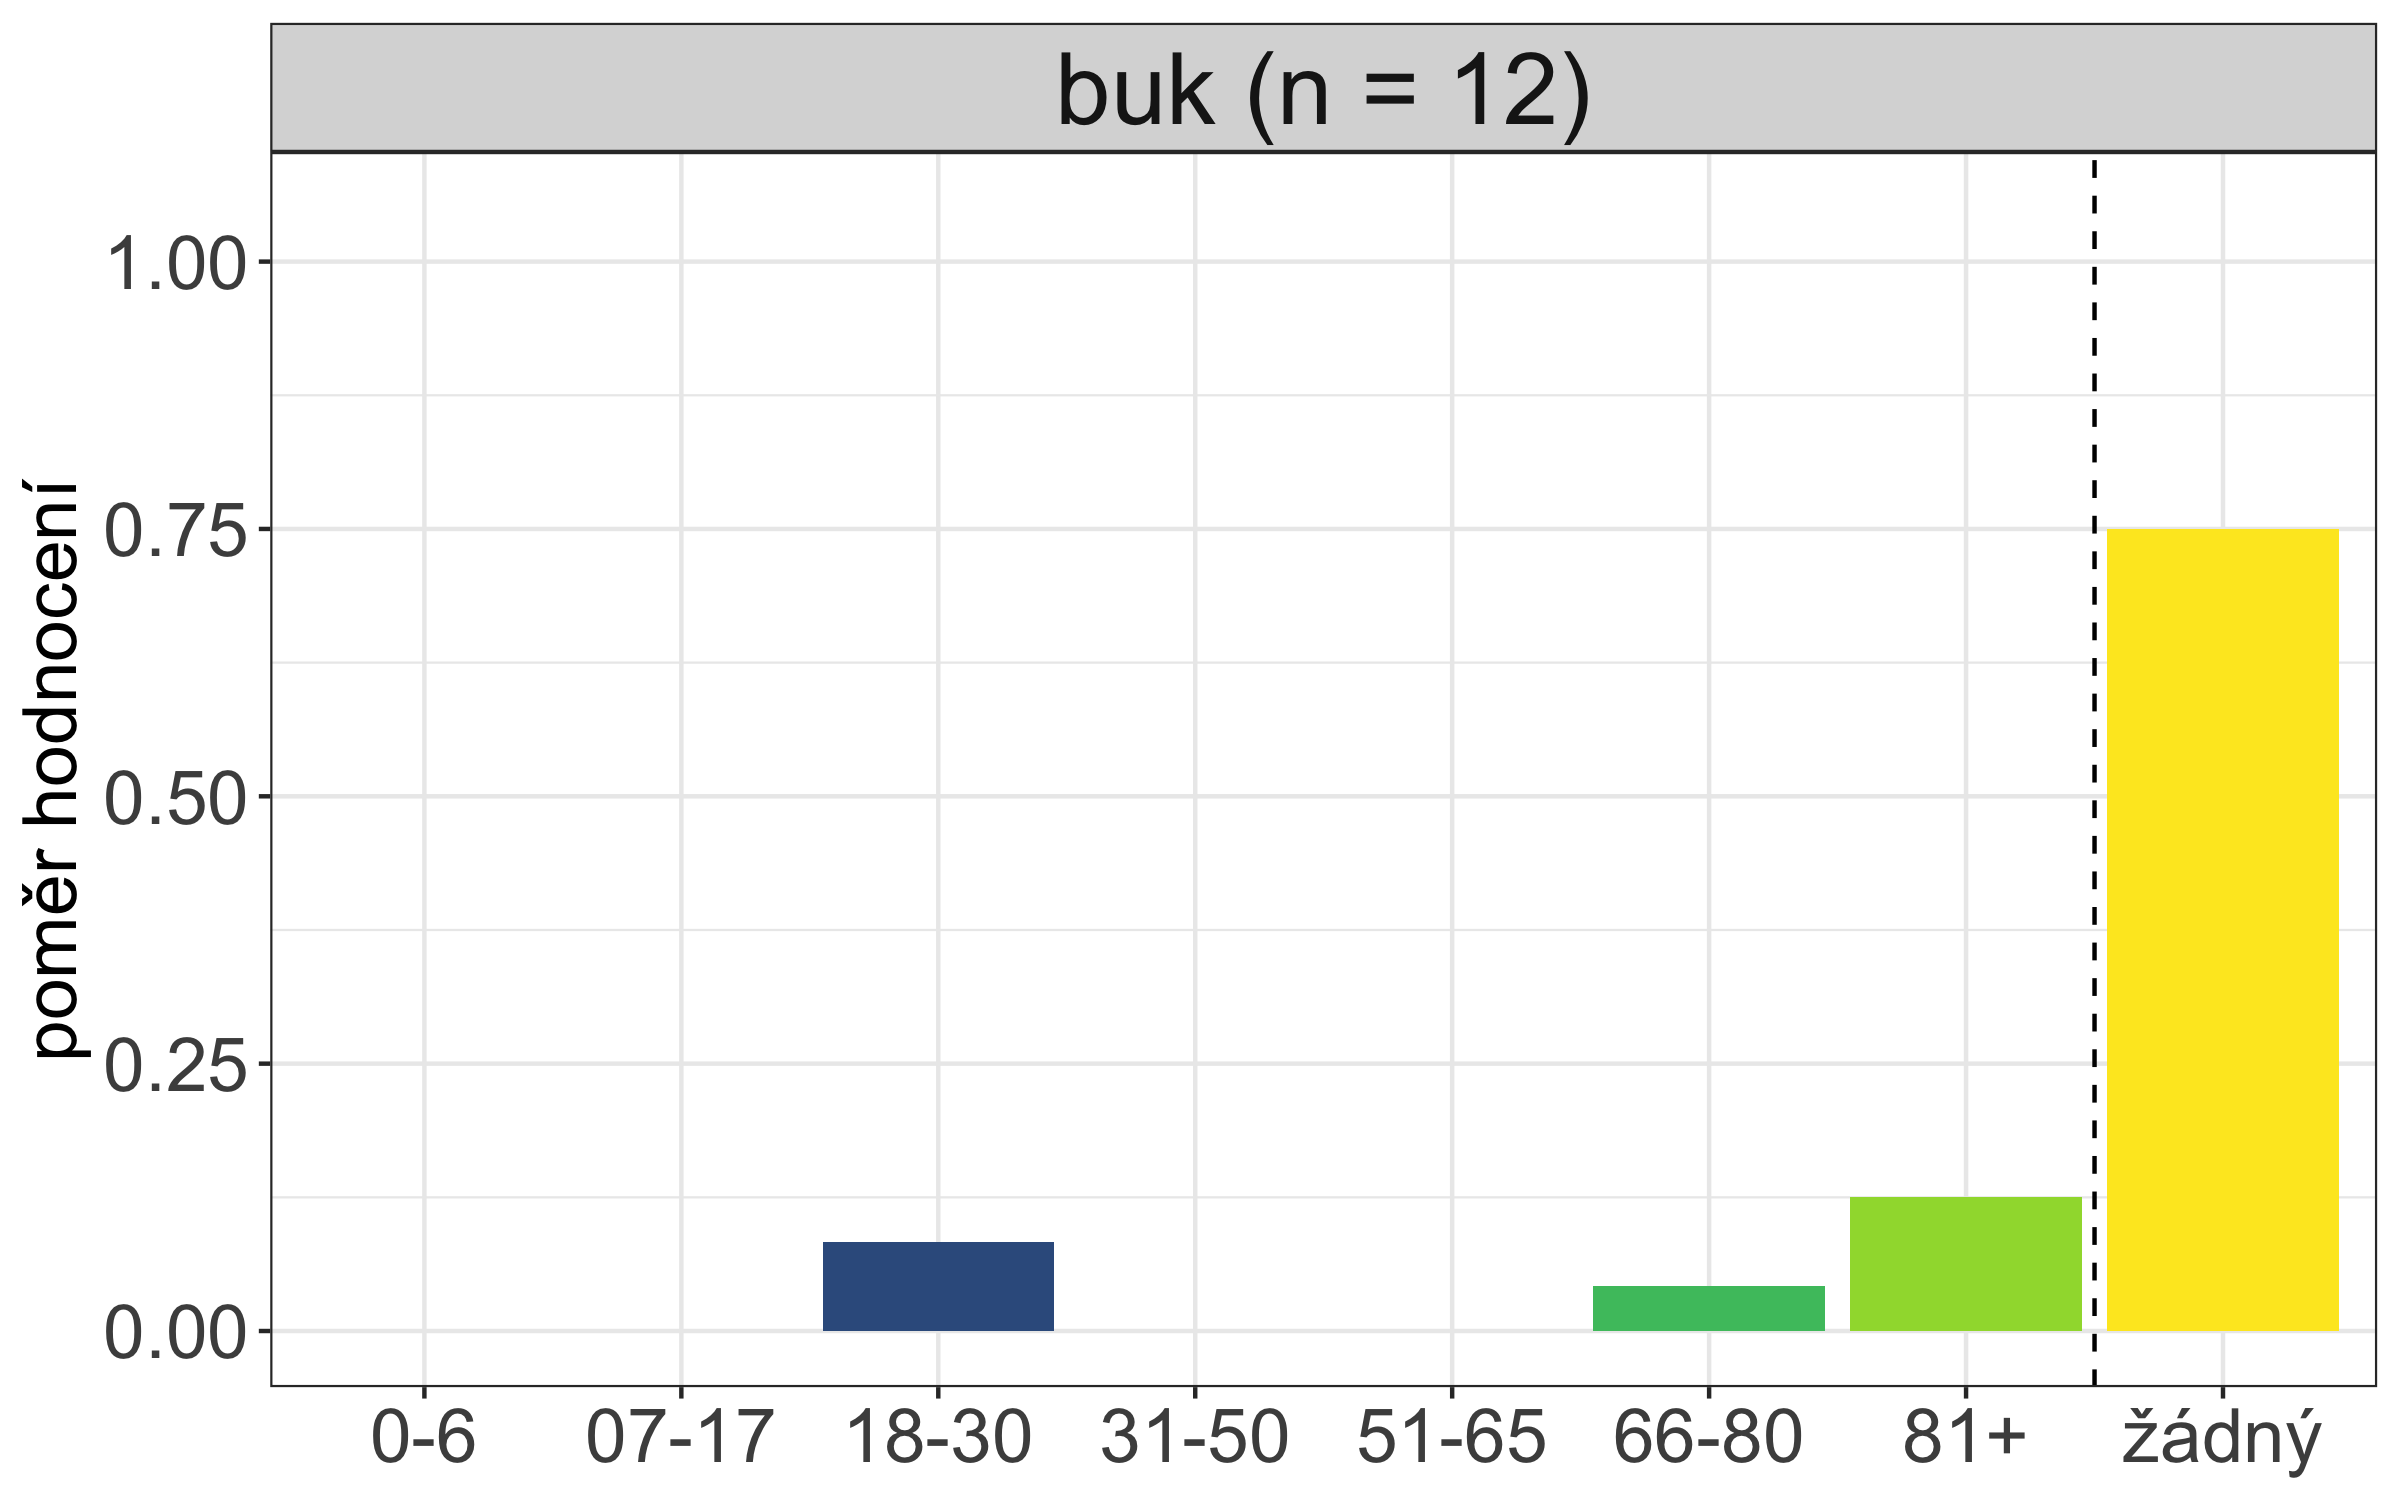 buk (n = 12)
poměr hodnocení
1.00
0.75
0.50
0.25
0.00
0-6 07-17 18-30 31-50 51-65 66-80 81+ žádný